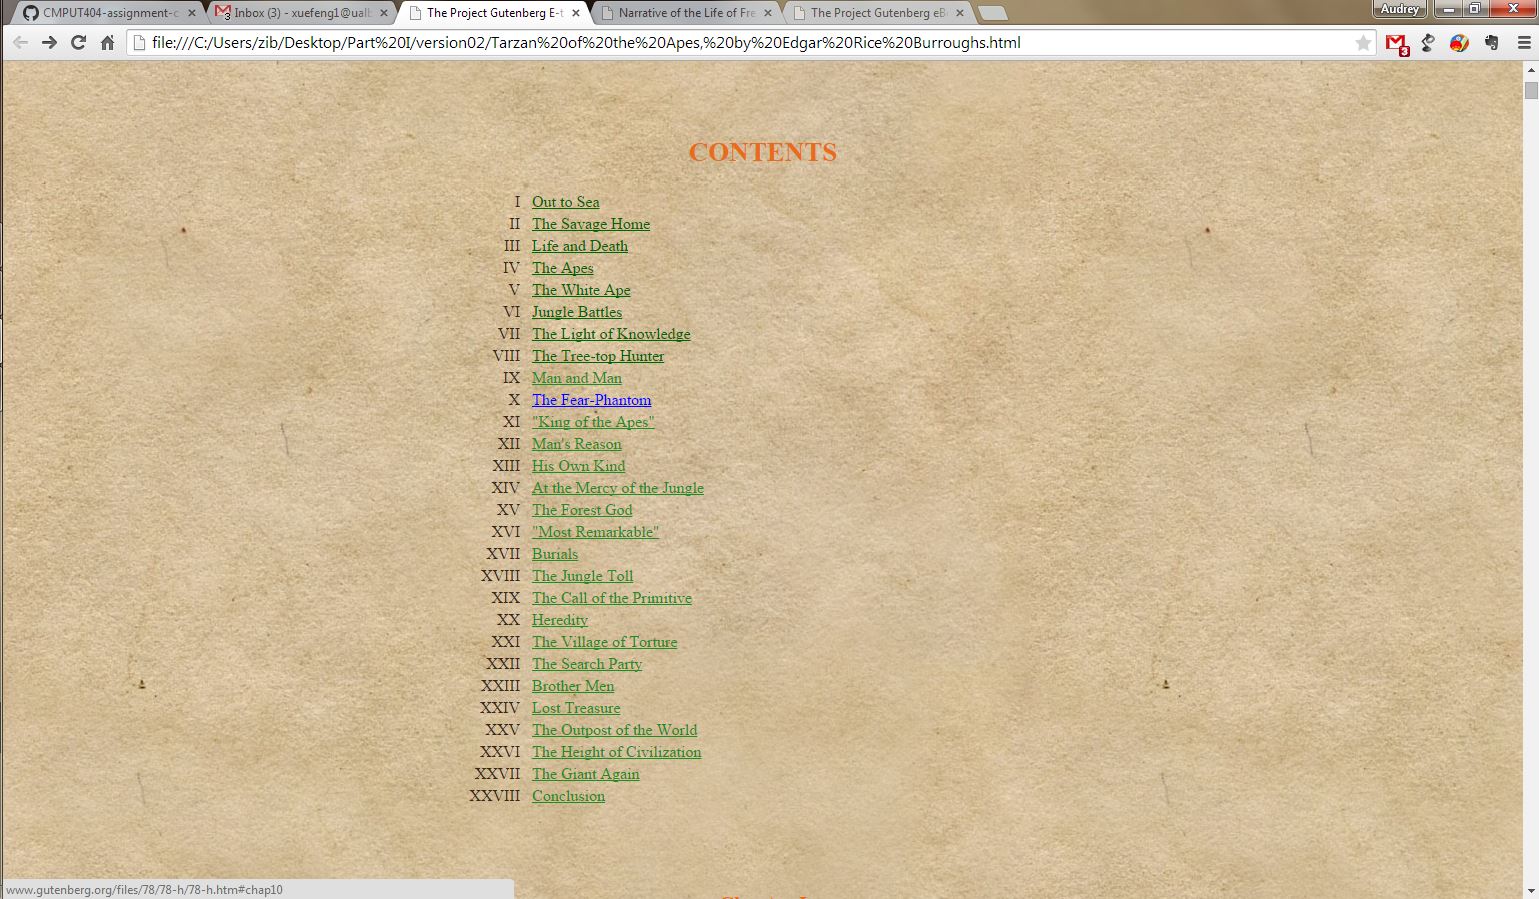 CMPUT404-assignment-c
Inbox (3) - xuefeng1@ualb
The Project Gutenberg E-t
Narrative of the Life of Fre
The Project Gutenberg eBo
Audrey
file:///C:/Users/zib/Desktop/Part%20I/version02/Tarzan%20of%20the%20Apes,%20by%20Edgar%20Rice%20Burroughs.html
3
CONTENTS
I Out to Sea
II The Savage Home
III Life and Death
IV The Apes
V The White Ape
VI Jungle Battles
VII The Light of Knowledge
VIII The Tree-top Hunter
IX Man and Man
X The Fear-Phantom
XI "King of the Apes"
XII Man's Reason
XIII His Own Kind
XIV At the Mercy of the Jungle
XV The Forest God
XVI "Most Remarkable"
XVII Burials
XVIII The Jungle Toll
XIX The Call of the Primitive
XX Heredity
XXI The Village of Torture
XXII The Search Party
XXIII Brother Men
XXIV Lost Treasure
XXV The Outpost of the World
XXVI The Height of Civilization
XXVII The Giant Again
XXVIII Conclusion
www.gutenberg.org/files/78/78-h/78-h.htm#chap10